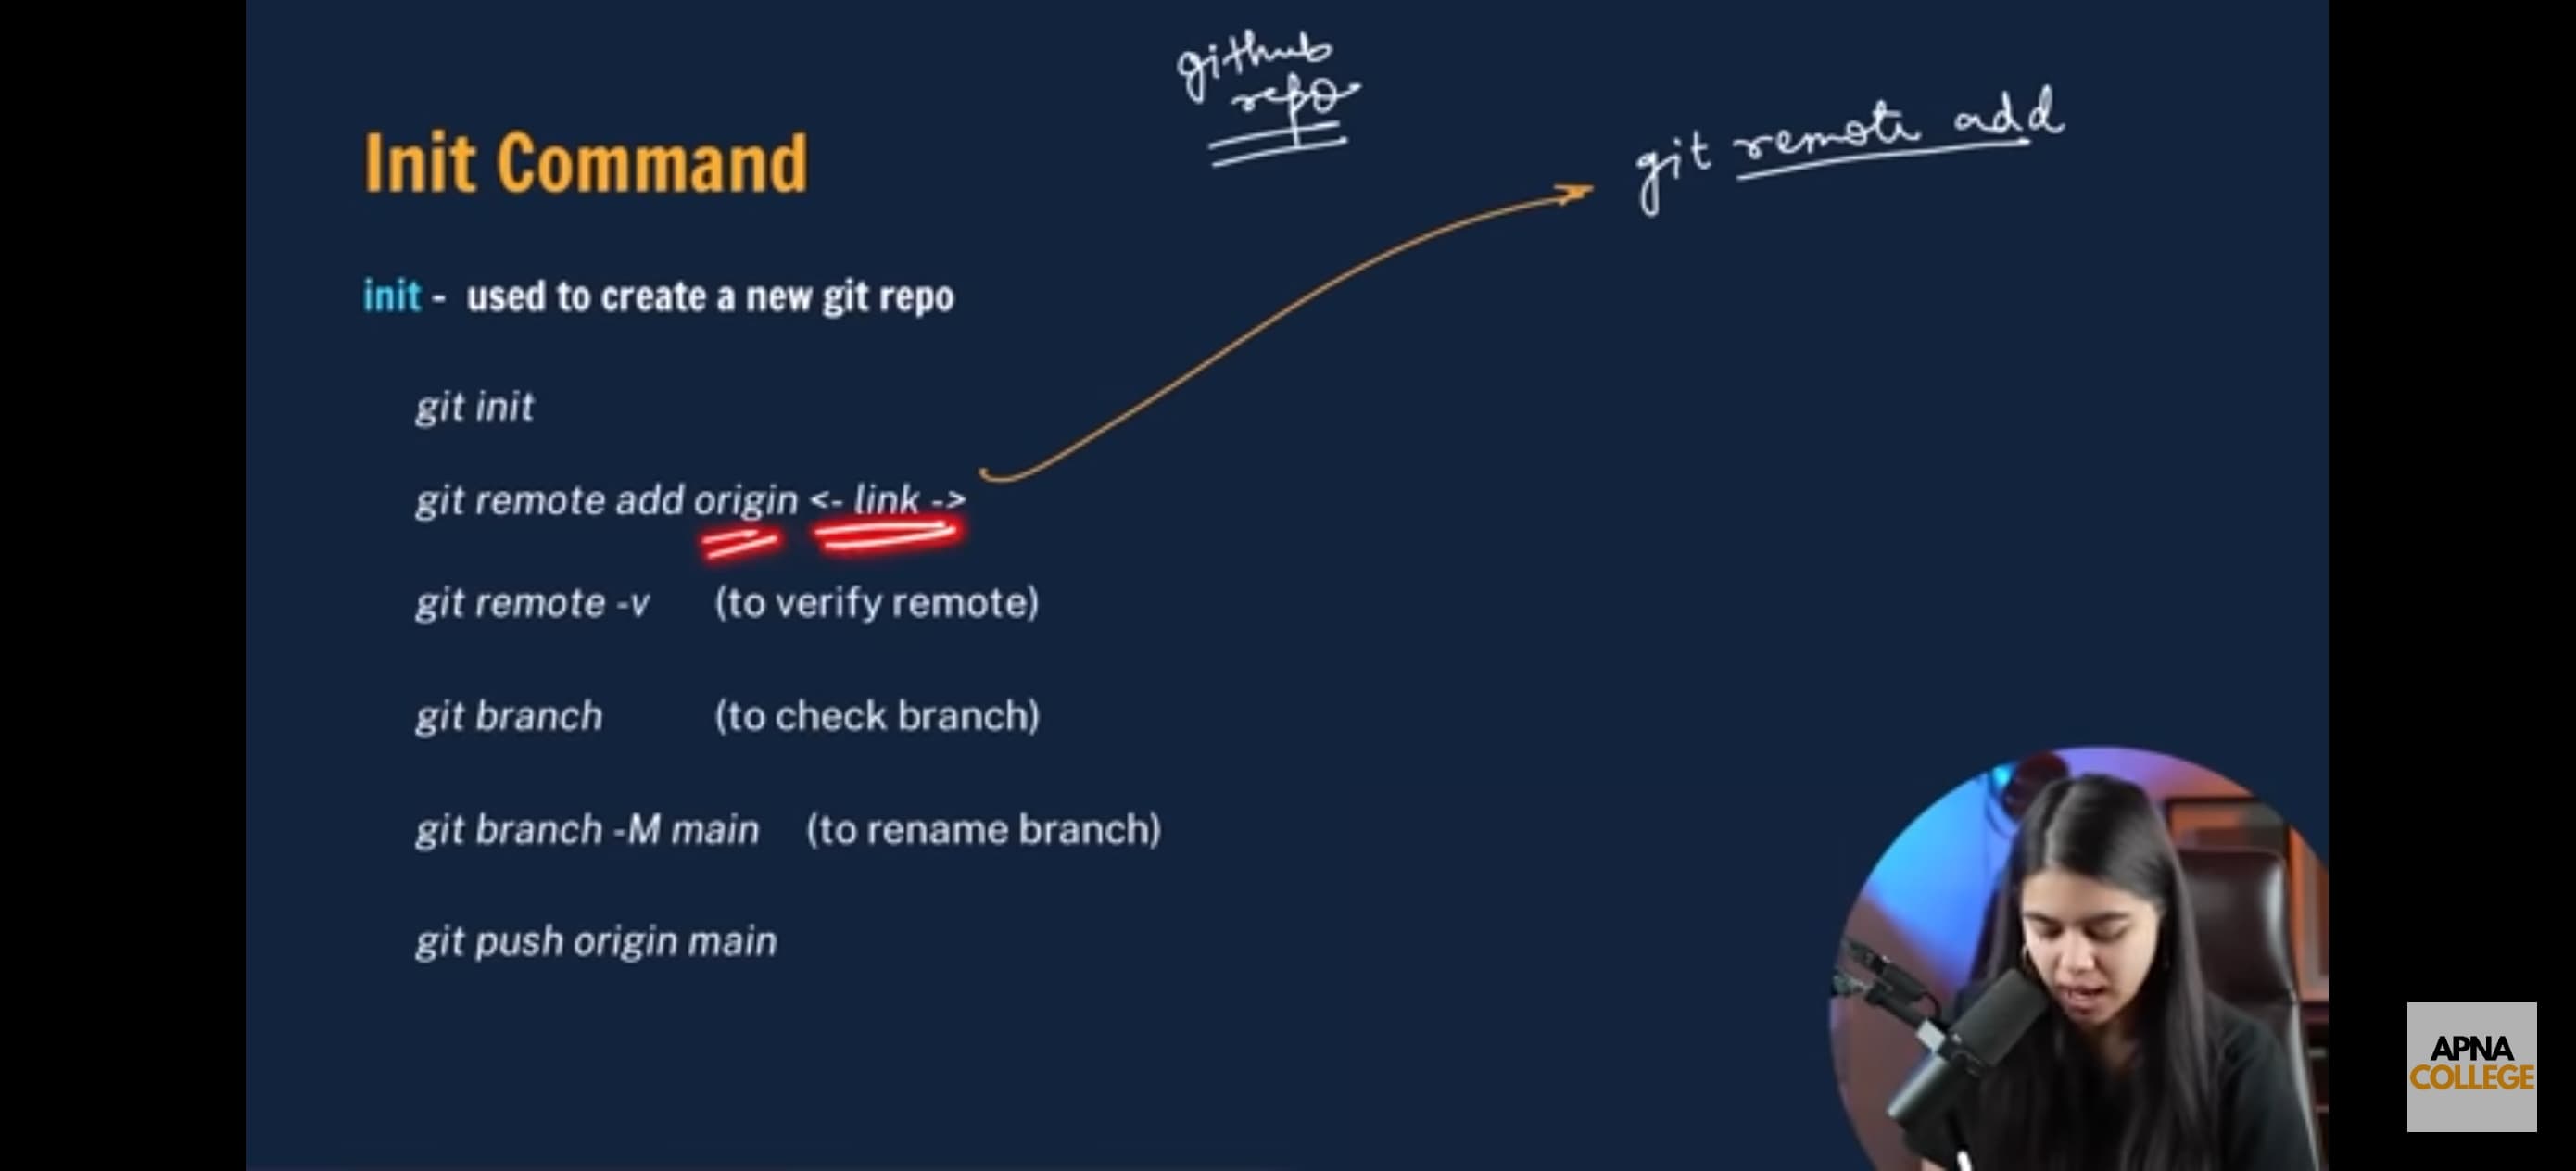 github
repo
git remote add
Init Command
init - used to create a new git repo
git init
git remote add origin <- link ->
git remote -v (to verify remote)
git branch (to check branch)
git branch -M main (to rename branch)
git push origin main
APNA
COLLEGE